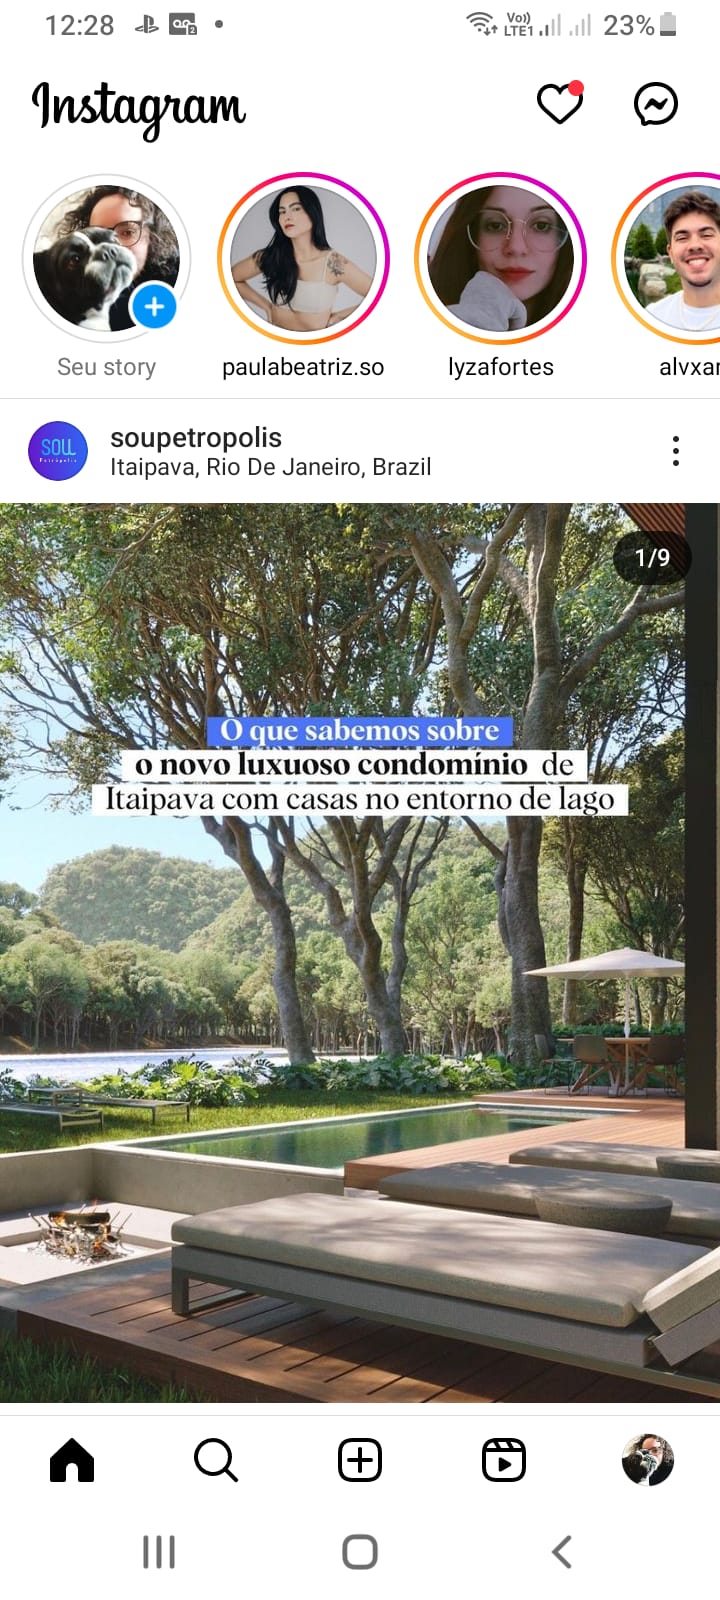 12:28
Vo))
LTE1
23%
Instagram
Seu story
paulabeatriz.so
lyzafortes
alvxar
SOUL
Petrópolis
soupetropolis
Itaipava, Rio De Janeiro, Brazil
1/9
O que sabemos sobre
o novo luxuoso condomínio de
Itaipava com casas no entorno de lago